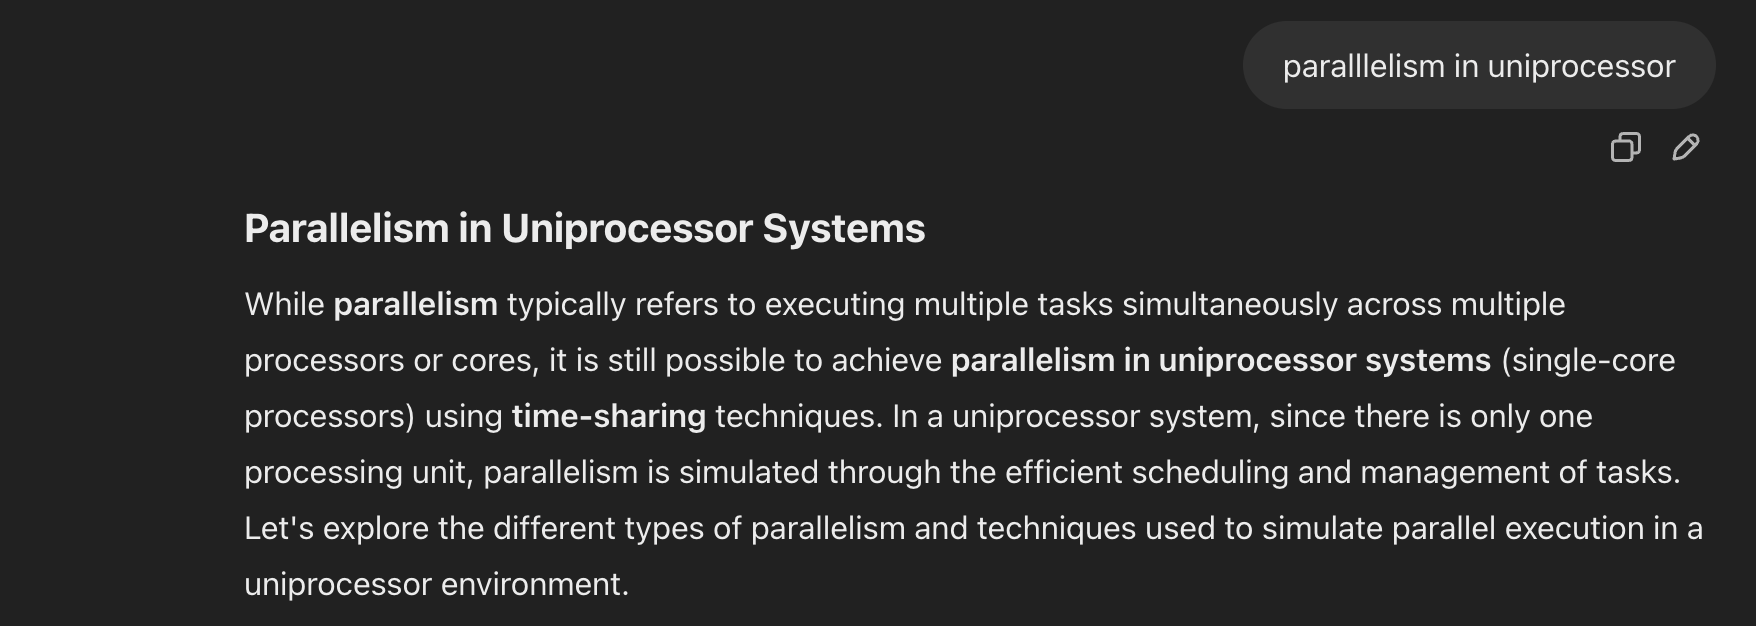 paralllelism in uniprocessor
Parallelism in Uniprocessor Systems
While parallelism typically refers to executing multiple tasks simultaneously across multiple
processors or cores, it is still possible to achieve parallelism in uniprocessor systems (single-core
processors) using time-sharing techniques. In a uniprocessor system, since there is only one
processing unit, parallelism is simulated through the efficient scheduling and management of tasks.
Let's explore the different types of parallelism and techniques used to simulate parallel execution in a
uniprocessor environment.